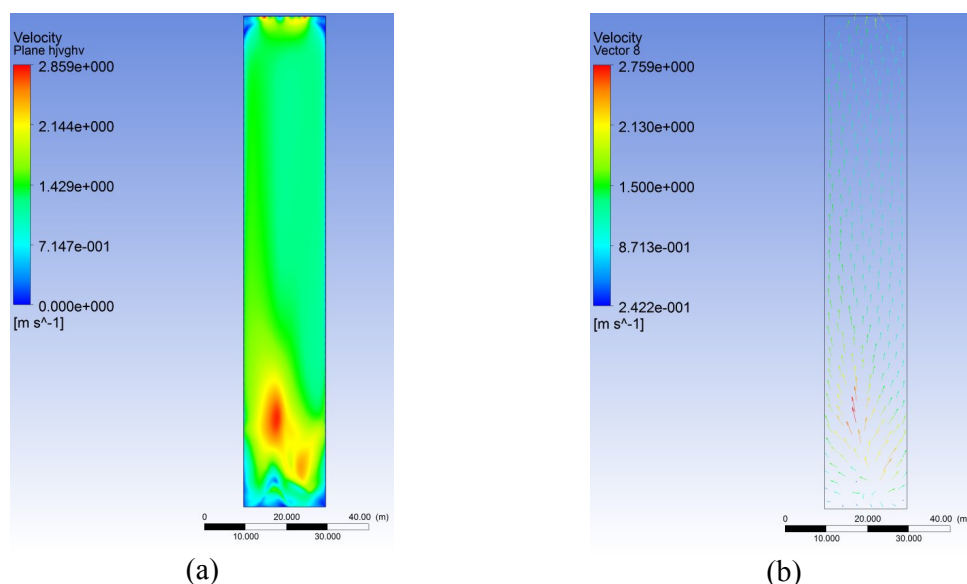 Velocity
Plane hjvghv
2.859e+000
2.144e+000
1.429e+000
7.147e-001
0.000e+000
[m s^-1]
0 20.000 40.00 (m)
10.000 30.000
(a)
Velocity
Vector 8
2.759e+000
2.130e+000
1.500e+000
8.713e-001
2.422e-001
[m s^-1]
0 20.000 40.00 (m)
10.000 30.000
(b)